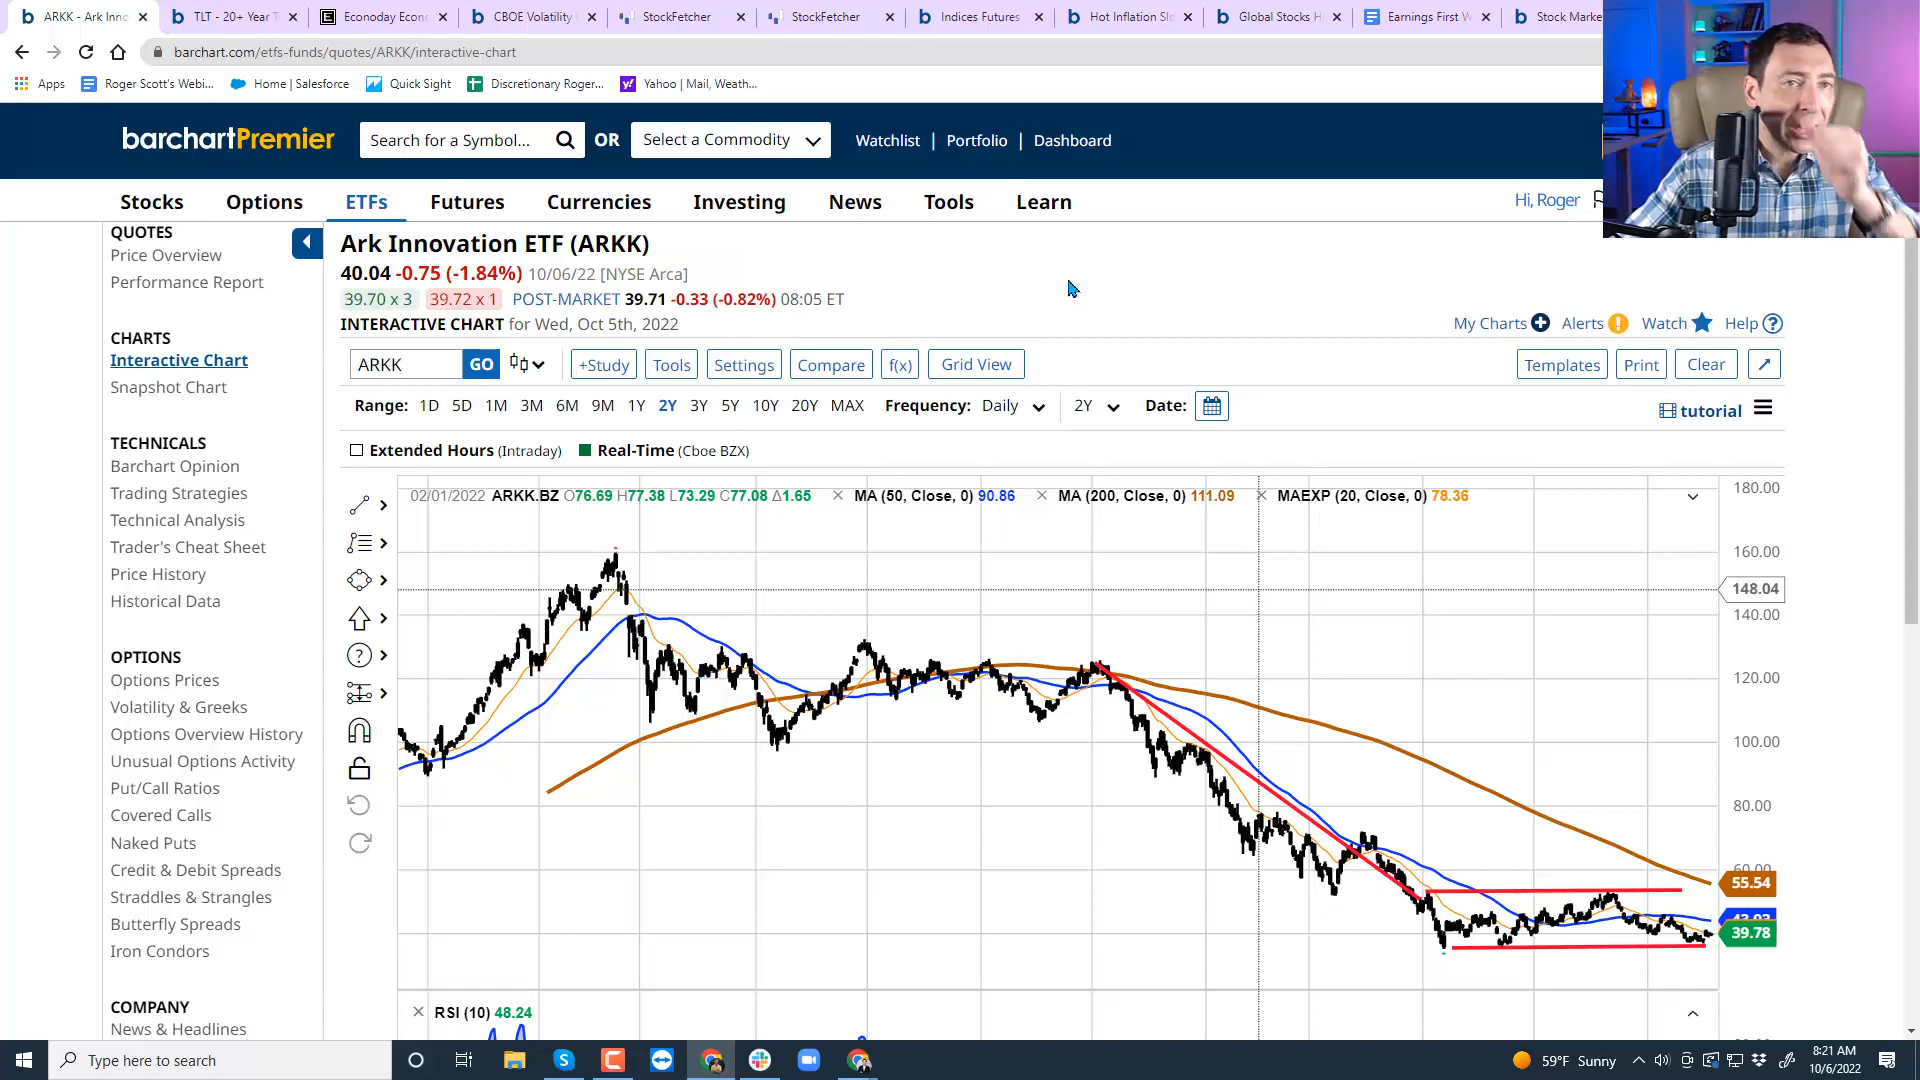 ARKK - Ark Inno
TLT - 20+ Year T
Econoday Econ
CBOE Volatility
StockFetcher
StockFetcher
Indices Futures
Hot Inflation Sl
Global Stocks H
Earnings First W
Stock Marke
barchart.com/etfs-funds/quotes/ARKK/interactive-chart
Apps
Roger Scott's Webi...
Home | Salesforce
Quick Sight
Discretionary Roger...
Yahoo | Mail, Weath...
barchartPremier
Search for a Symbol...
OR
Select a Commodity
Watchlist | Portfolio | Dashboard
Stocks Options ETFs Futures Currencies Investing News Tools Learn
Hi, Roger
QUOTES
Price Overview
Performance Report
CHARTS
Interactive Chart
Snapshot Chart
TECHNICALS
Barchart Opinion
Trading Strategies
Technical Analysis
Trader's Cheat Sheet
Price History
Historical Data
OPTIONS
Options Prices
Volatility & Greeks
Options Overview History
Unusual Options Activity
Put/Call Ratios
Covered Calls
Naked Puts
Credit & Debit Spreads
Straddles & Strangles
Butterfly Spreads
Iron Condors
COMPANY
News & Headlines
Ark Innovation ETF (ARKK)
40.04 -0.75 (-1.84%) 10/06/22 [NYSE Arca]
39.70 x 3 39.72 x 1 POST-MARKET 39.71 -0.33 (-0.82%) 08:05 ET
INTERACTIVE CHART for Wed, Oct 5th, 2022
My Charts Alerts Watch Help
ARKK GO +Study Tools Settings Compare f(x) Grid View Templates Print Clear
Range: 1D 5D 1M 3M 6M 9M 1Y 2Y 3Y 5Y 10Y 20Y MAX Frequency: Daily 2Y Date:
tutorial
Extended Hours (Intraday) Real-Time (Cboe BZX)
02/01/2022 ARKK.BZ O76.69 H77.38 L73.29 C77.08 Δ1.65 MA (50, Close, 0) 90.86 MA (200, Close, 0) 111.09 MAEXP (20, Close, 0) 78.36
180.00
160.00
148.04
140.00
120.00
100.00
80.00
60.00
55.54
39.78
RSI (10) 48.24
Type here to search
59°F Sunny
8:21 AM
10/6/2022